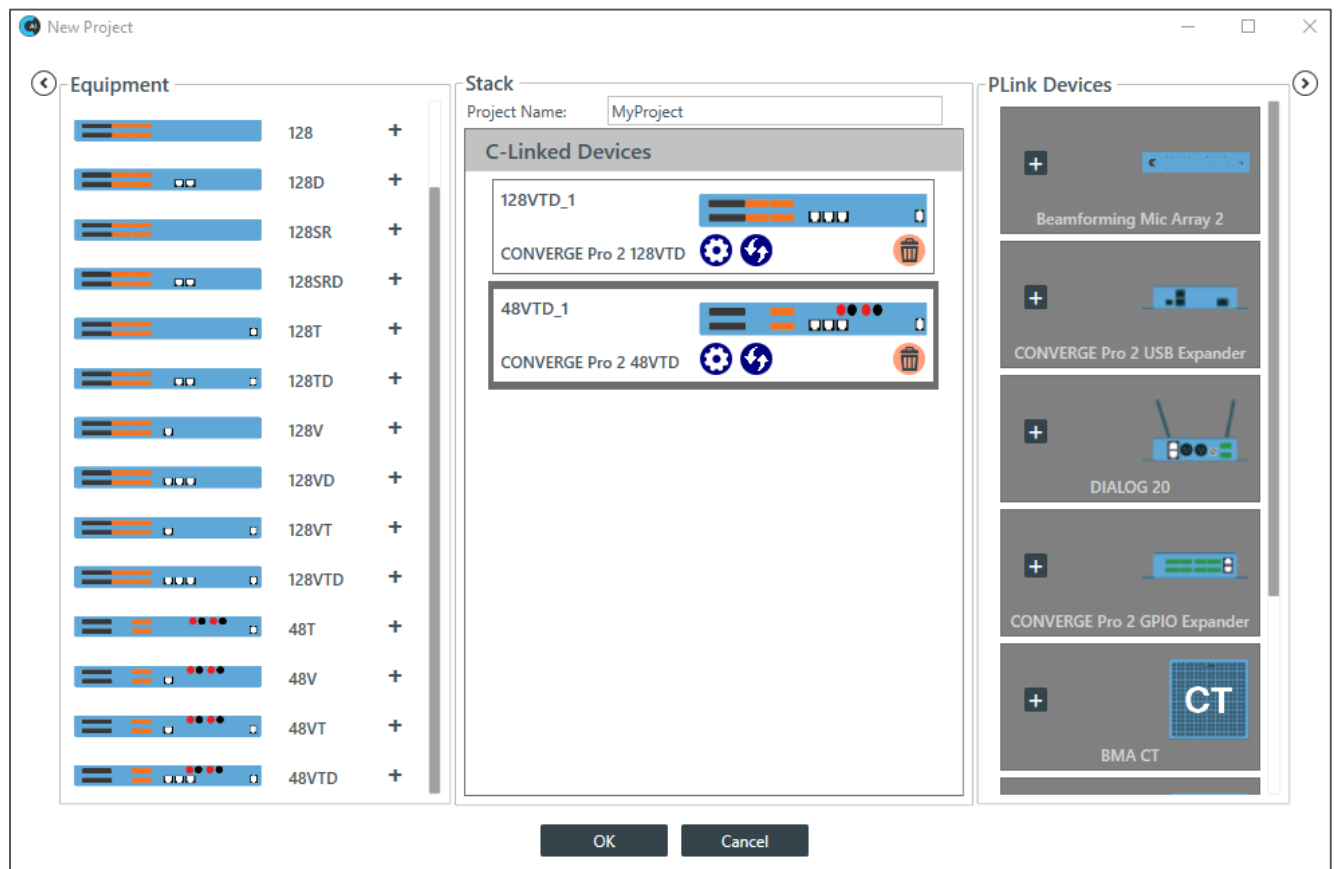 New Project
Equipment
128 +
128D +
128SR +
128SRD +
128T +
128TD +
128V +
128VD +
128VT +
128VTD +
48T +
48V +
48VT +
48VTD +
Stack
Project Name: MyProject
C-Linked Devices
128VTD_1
CONVERGE Pro 2 128VTD
48VTD_1
CONVERGE Pro 2 48VTD
PLink Devices
+
Beamforming Mic Array 2
+
CONVERGE Pro 2 USB Expander
+
DIALOG 20
+
CONVERGE Pro 2 GPIO Expander
+
CT
BMA CT
OK Cancel